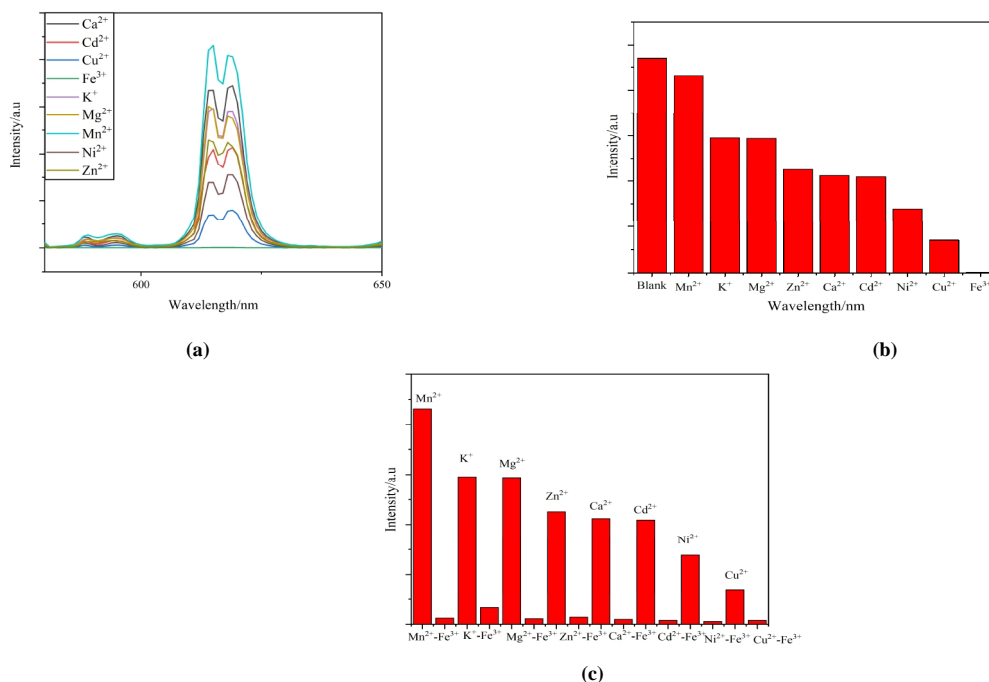 Ca²⁺
Cd²⁺
Cu²⁺
Fe³⁺
K⁺
Mg²⁺
Mn²⁺
Ni²⁺
Zn²⁺
Intensity/a.u
600
650
Wavelength/nm
(a)
Intensity/a.u
Blank Mn²⁺ K⁺ Mg²⁺ Zn²⁺ Ca²⁺ Cd²⁺ Ni²⁺ Cu²⁺ Fe³⁺
Wavelength/nm
(b)
Mn²⁺
K⁺
Mg²⁺
Zn²⁺
Ca²⁺
Cd²⁺
Ni²⁺
Cu²⁺
Intensity/a.u
Mn²⁺-Fe³⁺ K⁺-Fe³⁺ Mg²⁺-Fe³⁺ Zn²⁺-Fe³⁺ Ca²⁺-Fe³⁺ Cd²⁺-Fe³⁺ Ni²⁺-Fe³⁺ Cu²⁺-Fe³⁺
(c)